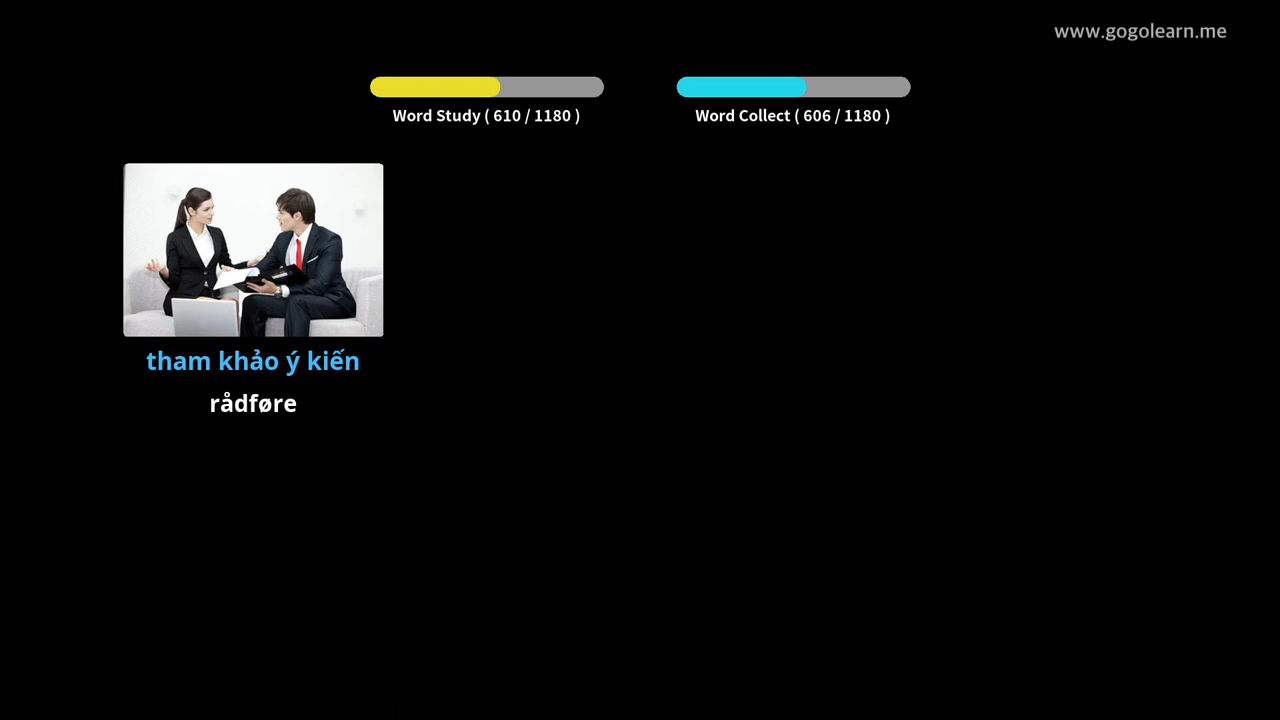 www.gogolearn.me
Word Study ( 610 / 1180 )
Word Collect ( 606 / 1180 )
tham khảo ý kiến
rådføre